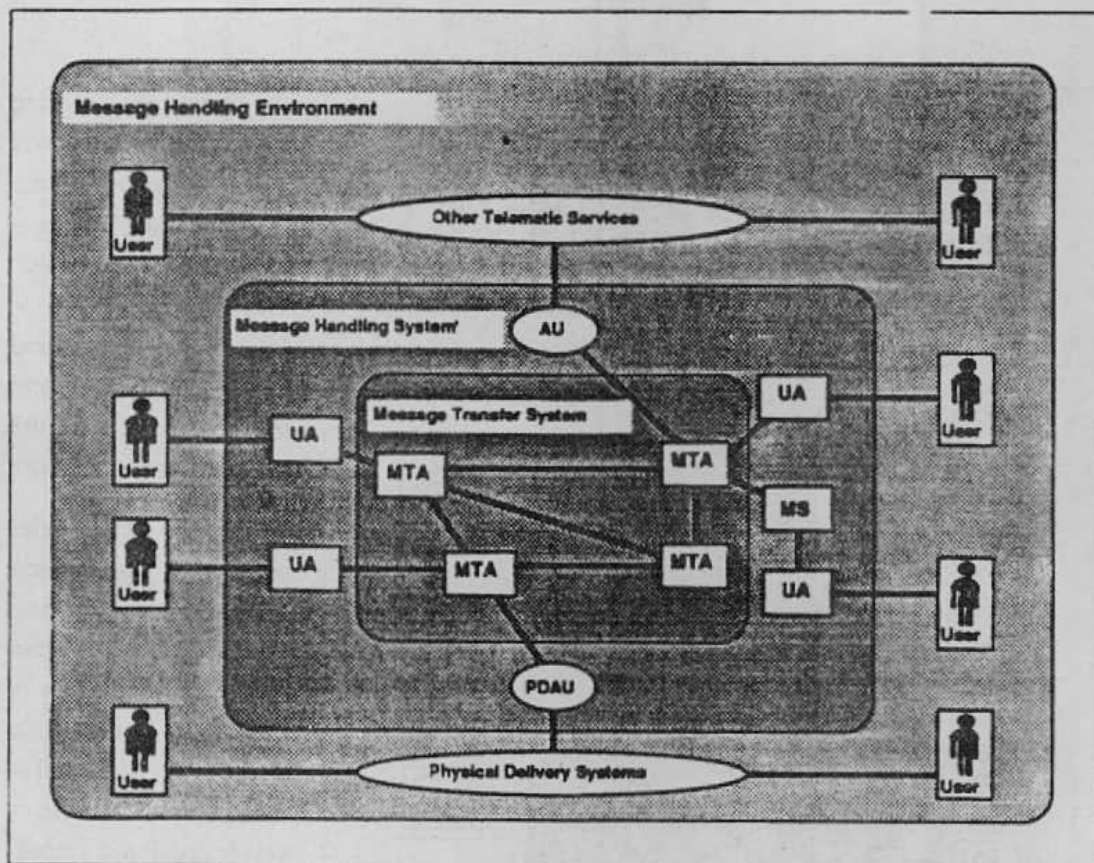 Message Handling Environment
User
Other Telematic Services
User
Message Handling System
AU
Message Transfer System
UA
User
UA
MTA
MTA
User
MS
UA
MTA
MTA
UA
User
User
PDAU
User
Physical Delivery Systems
User